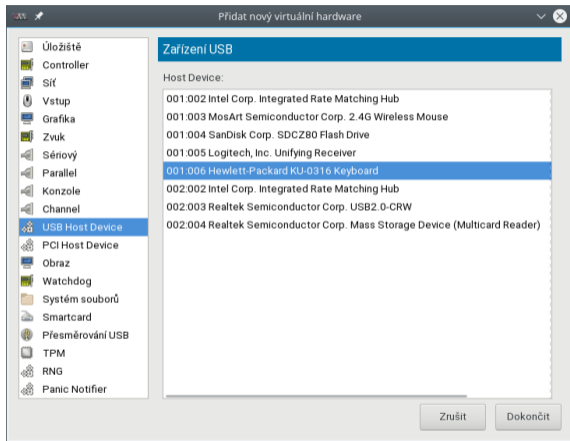 Přidat nový virtuální hardware
Úložiště
Controller
Síť
Vstup
Grafika
Zvuk
Sériový
Parallel
Konzole
Channel
USB Host Device
PCI Host Device
Obraz
Watchdog
Systém souborů
Smartcard
Přesměrování USB
TPM
RNG
Panic Notifier
Zařízení USB
Host Device:
001:002 Intel Corp. Integrated Rate Matching Hub
001:003 MosArt Semiconductor Corp. 2.4G Wireless Mouse
001:004 SanDisk Corp. SDCZ80 Flash Drive
001:005 Logitech, Inc. Unifying Receiver
001:006 Hewlett-Packard KU-0316 Keyboard
002:002 Intel Corp. Integrated Rate Matching Hub
002:003 Realtek Semiconductor Corp. USB2.0-CRW
002:004 Realtek Semiconductor Corp. Mass Storage Device (Multicard Reader)
Zrušit
Dokončit